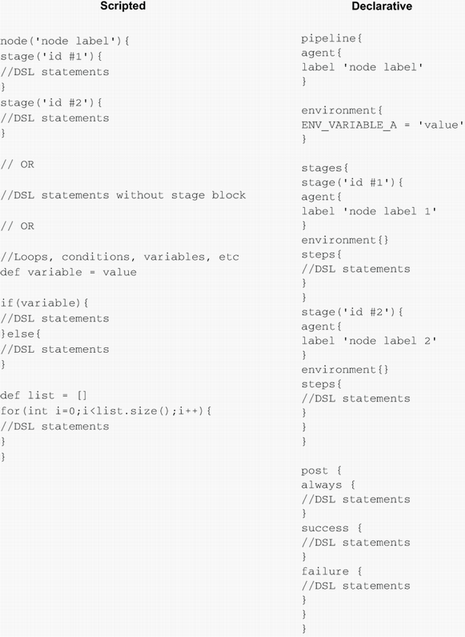 Scripted
node('node label'){
stage('id #1'){
//DSL statements
}
stage('id #2'){
//DSL statements
}
// OR
//DSL statements without stage block
// OR
//Loops, conditions, variables, etc
def variable = value
if(variable){
//DSL statements
}else{
//DSL statements
}
def list = []
for(int i=0;i<list.size();i++){
//DSL statements
}
}
Declarative
pipeline{
agent{
label 'node label'
}
environment{
ENV_VARIABLE_A = 'value'
}
stages{
stage('id #1'){
agent{
label 'node label 1'
}
environment{}
steps{
//DSL statements
}
}
stage('id #2'){
agent{
label 'node label 2'
}
environment{}
steps{
//DSL statements
}
}
}
post {
always {
//DSL statements
}
success {
//DSL statements
}
failure {
//DSL statements
}
}
}